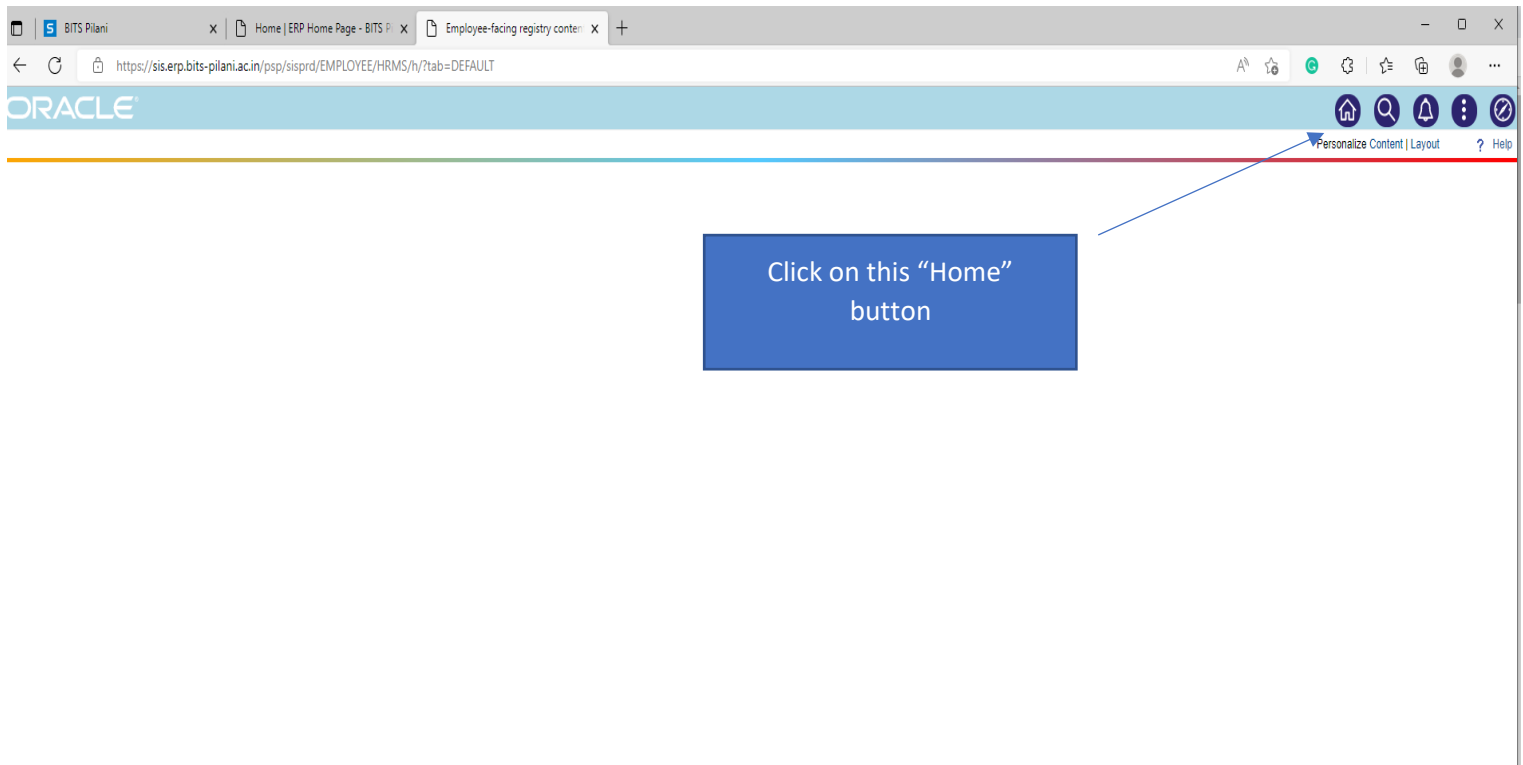 BITS Pilani
Home | ERP Home Page - BITS P
Employee-facing registry conten
https://sis.erp.bits-pilani.ac.in/psp/sisprd/EMPLOYEE/HRMS/h/?tab=DEFAULT
ORACLE
Personalize Content | Layout ? Help
Click on this “Home”
button